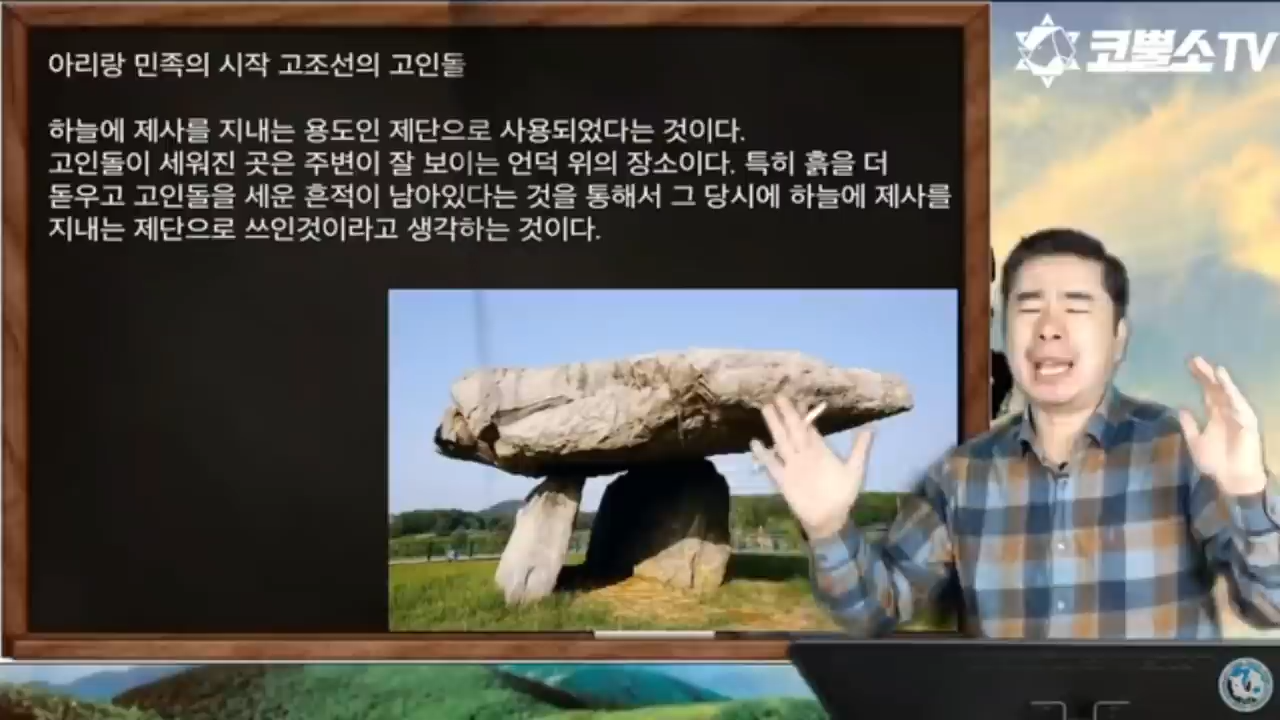 아리랑 민족의 시작 고조선의 고인돌
하늘에 제사를 지내는 용도인 제단으로 사용되었다는 것이다.
고인돌이 세워진 곳은 주변이 잘 보이는 언덕 위의 장소이다. 특히 흙을 더
돋우고 고인돌을 세운 흔적이 남아있다는 것을 통해서 그 당시에 하늘에 제사를
지내는 제단으로 쓰인것이라고 생각하는 것이다.
코뿔소TV